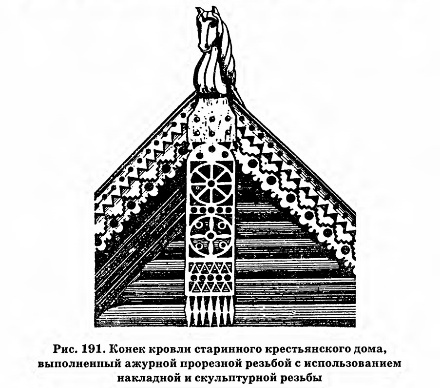 Рис. 191. Конек кровли старинного крестьянского дома,
выполненный ажурной прорезной резьбой с использованием
накладной и скульптурной резьбы